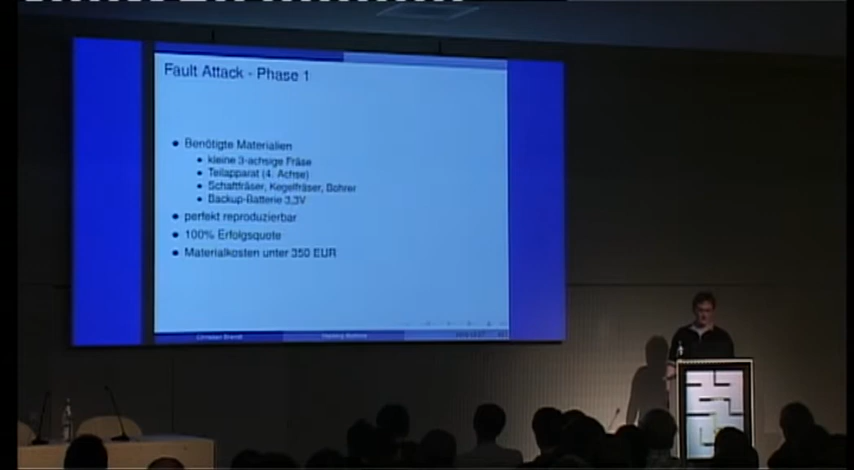 Fault Attack - Phase 1
Benötigte Materialien
kleine 3-achsige Fräse
Teilapparat (4. Achse)
Schaftfräser, Kegelfräser, Bohrer
Backup-Batterie 3,3V
perfekt reproduzierbar
100% Erfolgsquote
Materialkosten unter 350 EUR